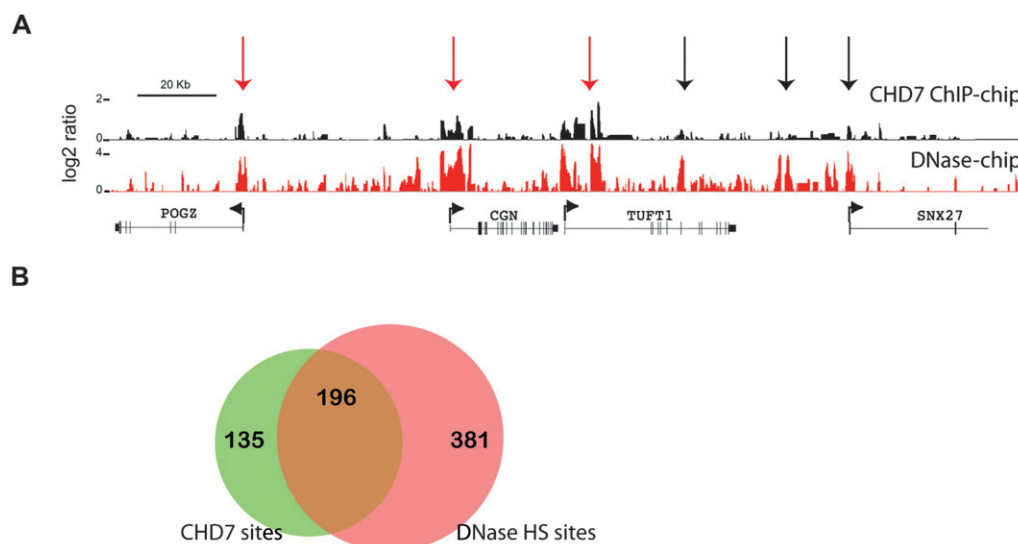 A
20 Kb
CHD7 ChIP-chip
2
0
log2 ratio
DNase-chip
4
0
POGZ
CGN
TUFT1
SNX27
B
196
135
381
CHD7 sites
DNase HS sites